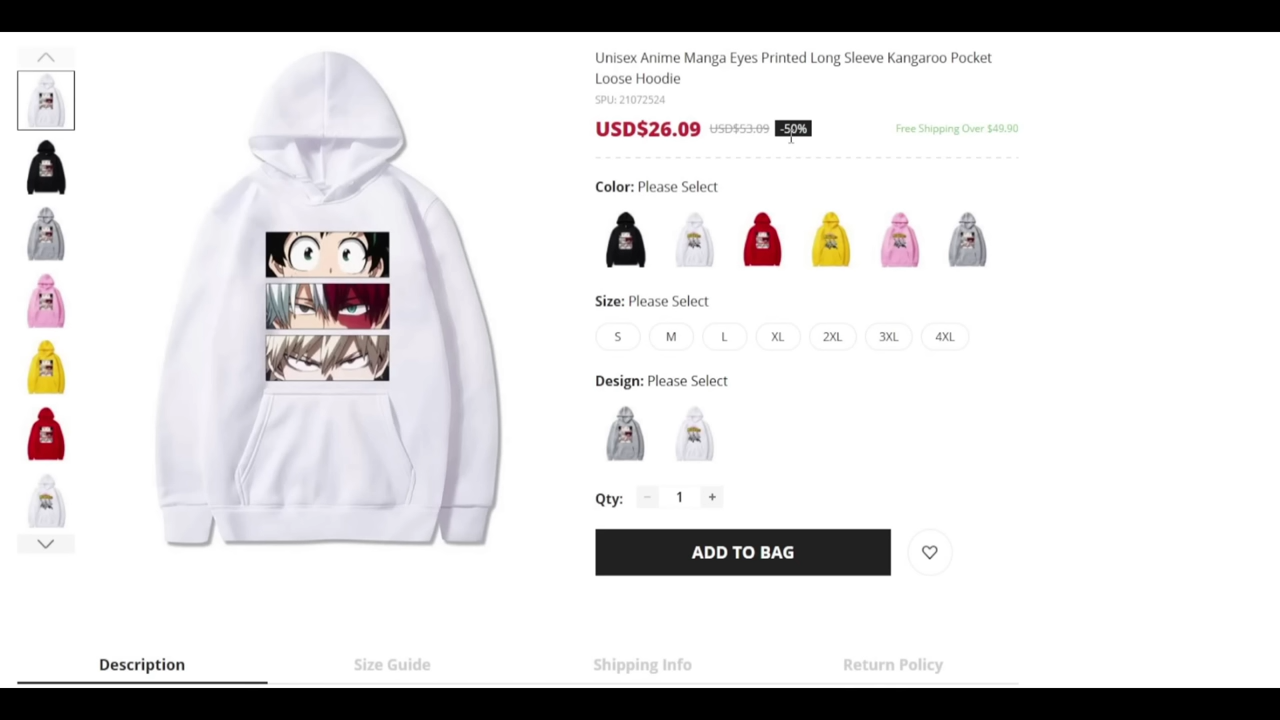 Unisex Anime Manga Eyes Printed Long Sleeve Kangaroo Pocket
Loose Hoodie
SPU: 21072524
USD$26.09 USD$53.09 -50% Free Shipping Over $49.90
Color: Please Select
Size: Please Select
S M L XL 2XL 3XL 4XL
Design: Please Select
Qty: − 1 +
ADD TO BAG
Description Size Guide Shipping Info Return Policy